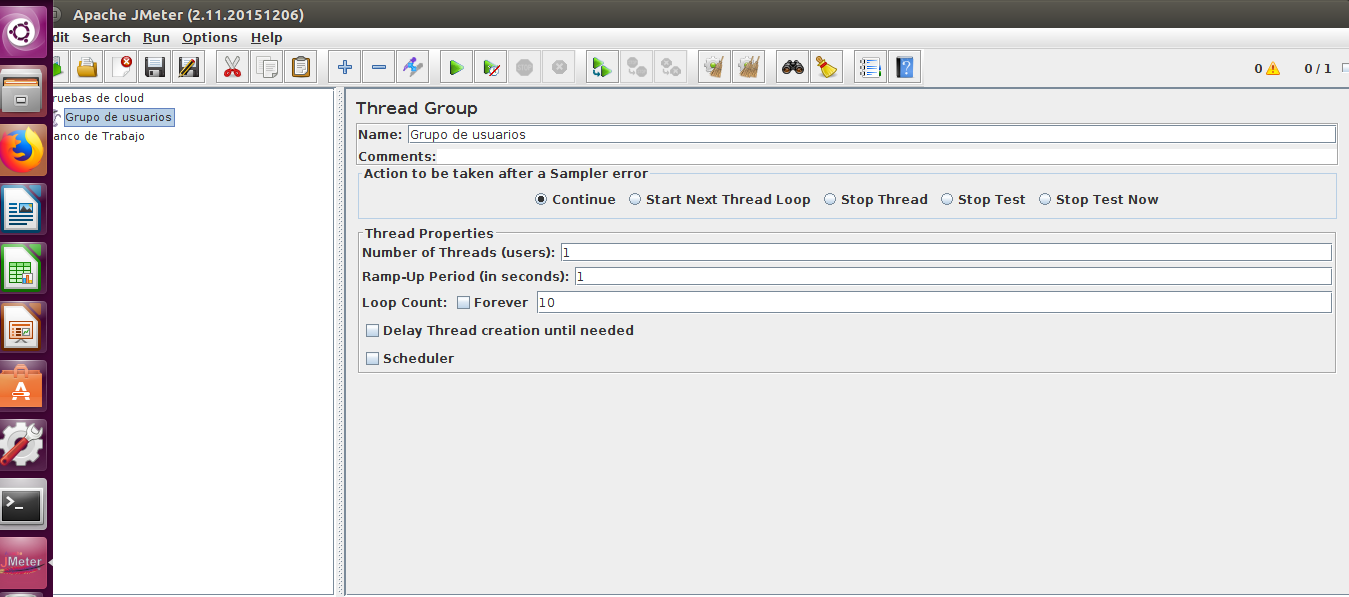 Apache JMeter (2.11.20151206)
dit Search Run Options Help
0 0 / 1
ruebas de cloud
Grupo de usuarios
anco de Trabajo
Thread Group
Name: Grupo de usuarios
Comments:
Action to be taken after a Sampler error
Continue Start Next Thread Loop Stop Thread Stop Test Stop Test Now
Thread Properties
Number of Threads (users): 1
Ramp-Up Period (in seconds): 1
Loop Count: Forever 10
Delay Thread creation until needed
Scheduler
JMeter